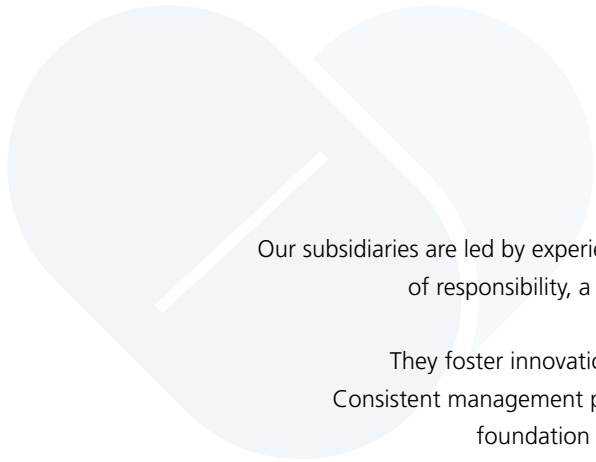 Our subsidiaries are led by
of responsibility, a
They foster
Consistent management
foundation